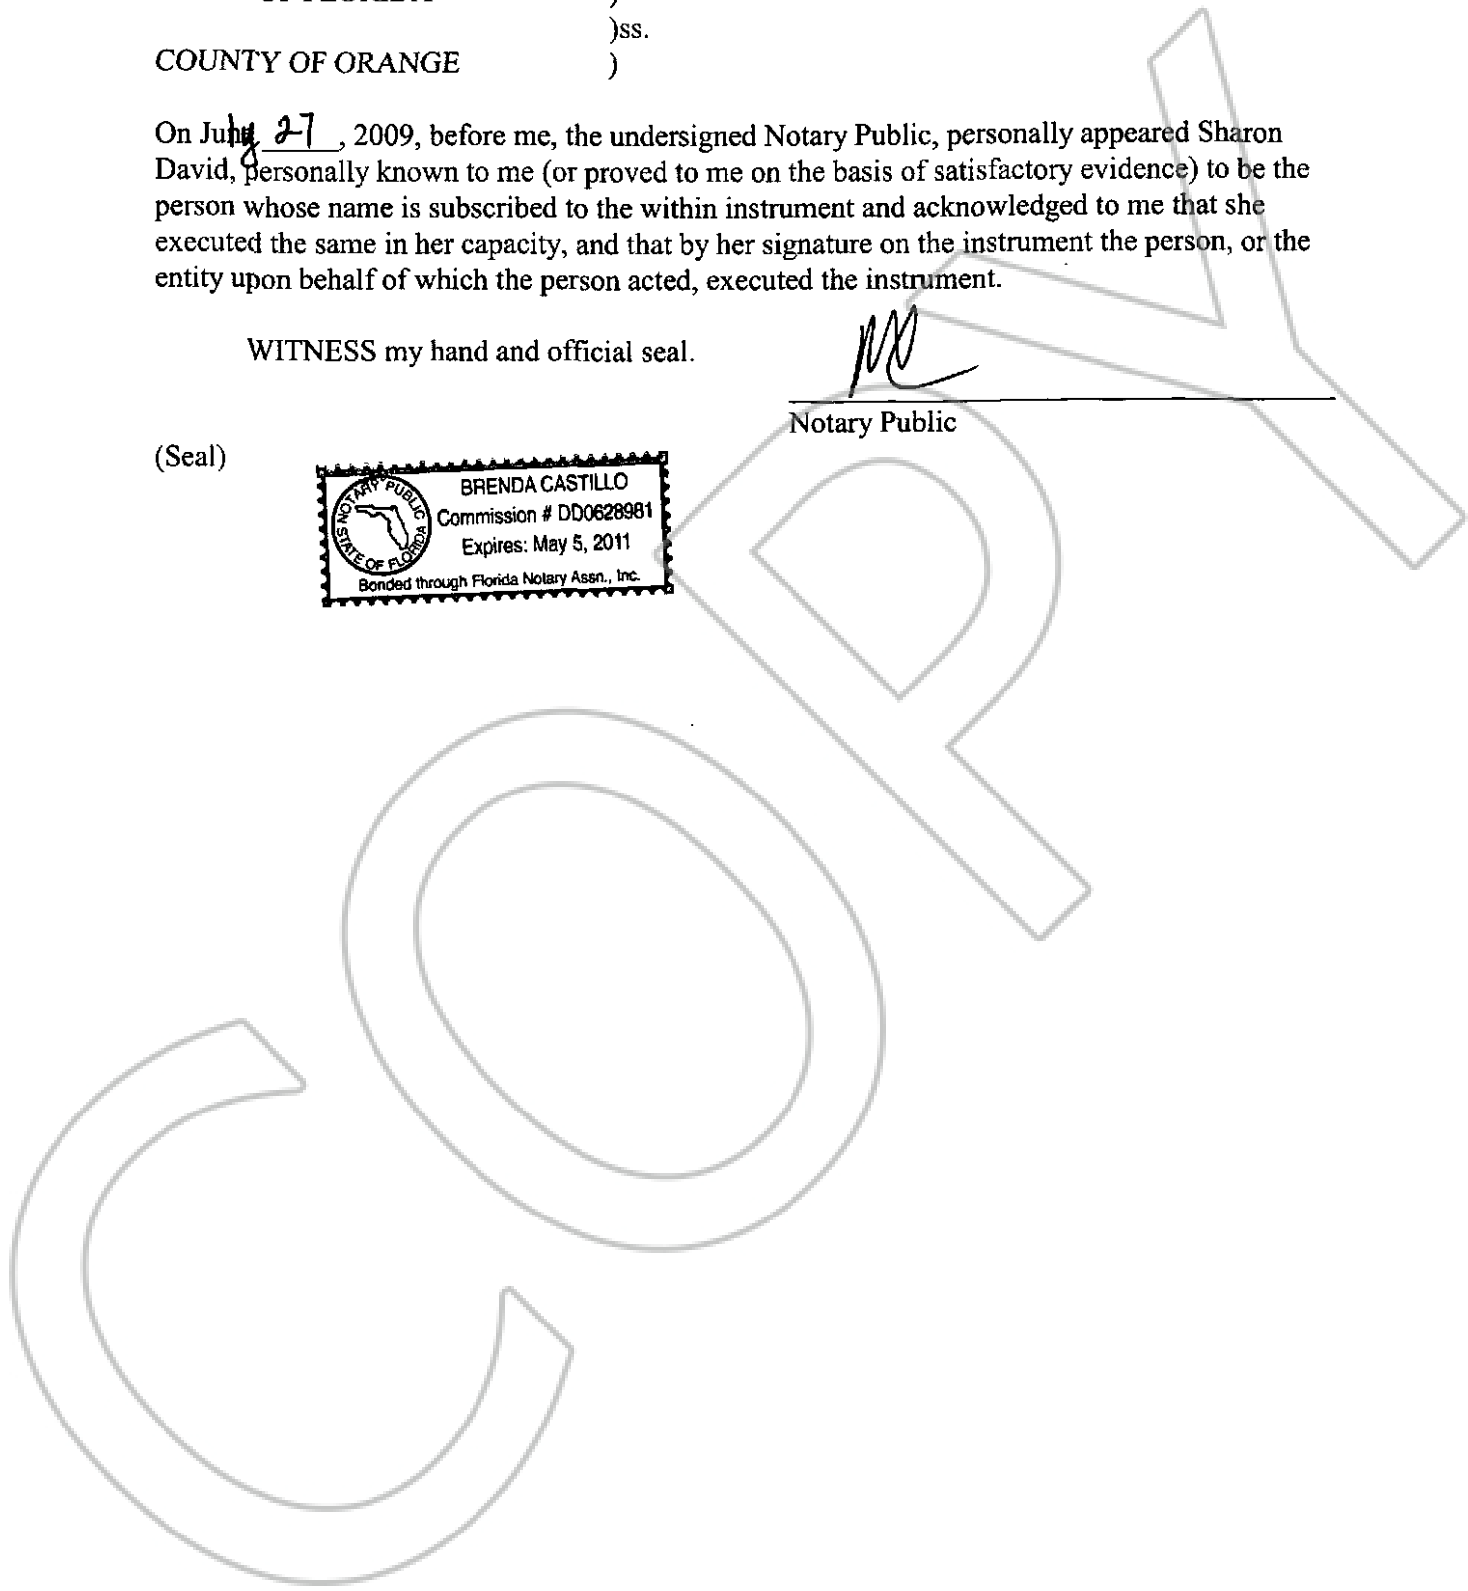 )ss.
COUNTY OF ORANGE )
On July 27, 2009, before me, the undersigned Notary Public, personally appeared Sharon
David, personally known to me (or proved to me on the basis of satisfactory evidence) to be the
person whose name is subscribed to the within instrument and acknowledged to me that she
executed the same in her capacity, and that by her signature on the instrument the person, or the
entity upon behalf of which the person acted, executed the instrument.
WITNESS my hand and official seal.
Notary Public
(Seal)
NOTARY PUBLIC
STATE OF FLORIDA
BRENDA CASTILLO
Commission # DD0628981
Expires: May 5, 2011
Bonded through Florida Notary Assn., Inc.
COPY